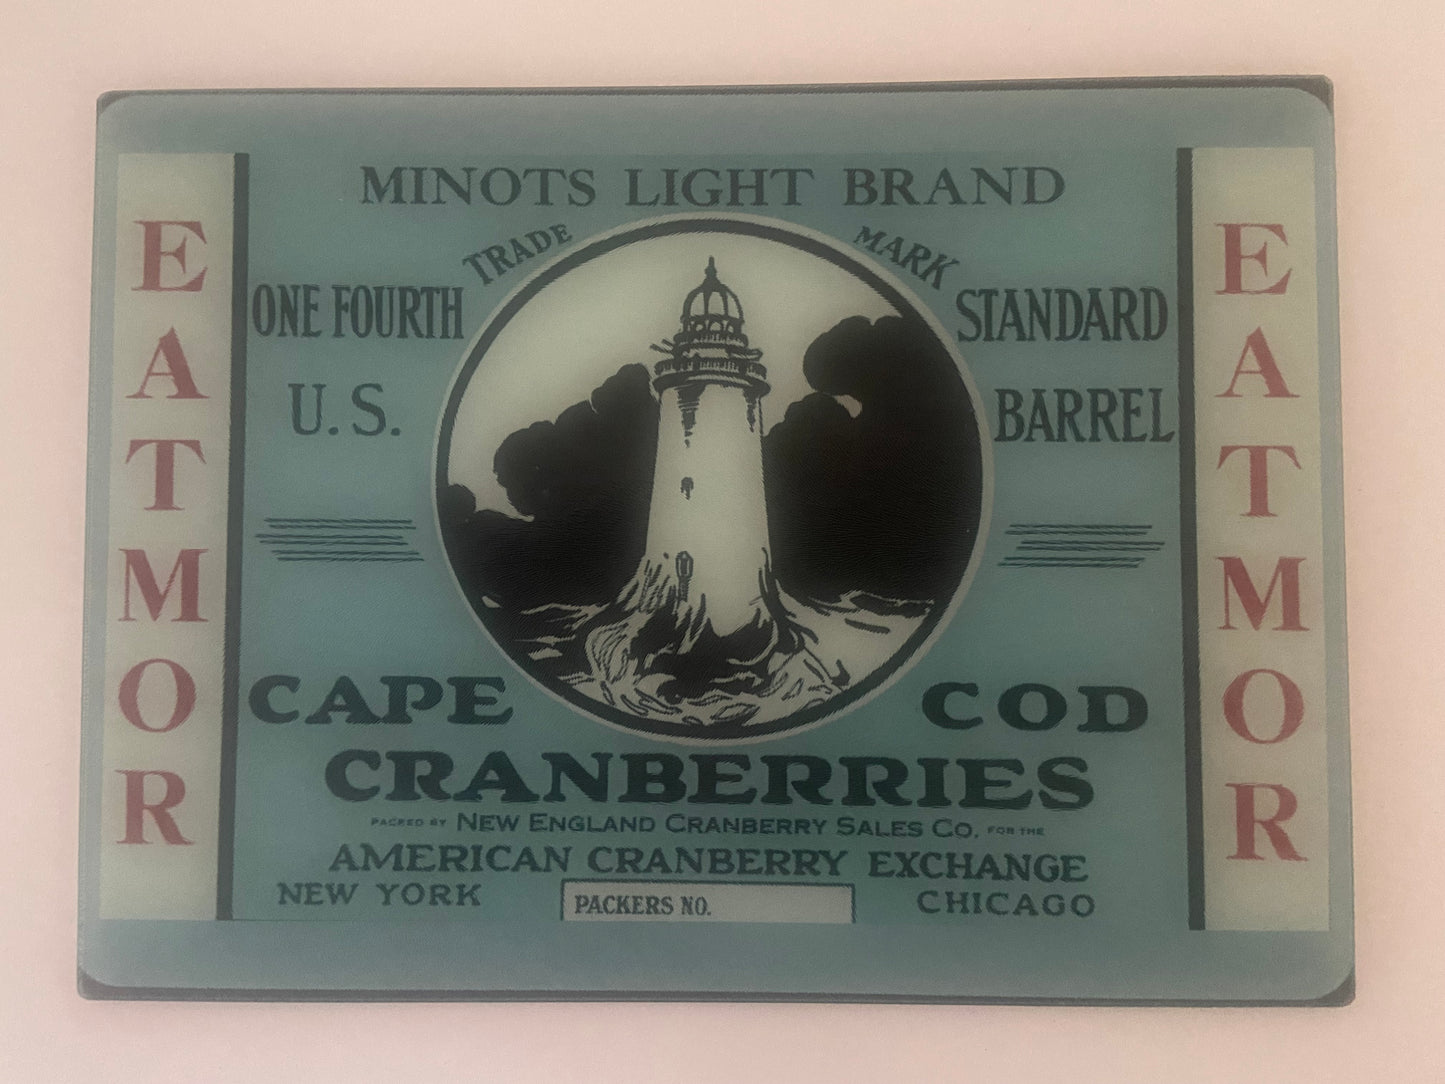 MINOTS LIGHT BRAND
TRADE MARK
ONE FOURTH
U.S.
STANDARD
BARREL
EATMOR
EATMOR
CAPE COD
CRANBERRIES
PACKED BY NEW ENGLAND CRANBERRY SALES CO. FOR THE
AMERICAN CRANBERRY EXCHANGE
NEW YORK
PACKERS NO.
CHICAGO